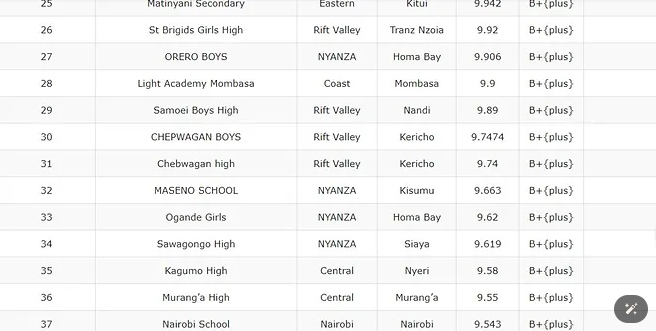 25 Matinyani Secondary Eastern Kitui 9.942 B+{plus}
26 St Brigids Girls High Rift Valley Tranz Nzoia 9.92 B+{plus}
27 ORERO BOYS NYANZA Homa Bay 9.906 B+{plus}
28 Light Academy Mombasa Coast Mombasa 9.9 B+{plus}
29 Samoei Boys High Rift Valley Nandi 9.89 B+{plus}
30 CHEPWAGAN BOYS Rift Valley Kericho 9.7474 B+{plus}
31 Chebwagan high Rift Valley Kericho 9.74 B+{plus}
32 MASENO SCHOOL NYANZA Kisumu 9.663 B+{plus}
33 Ogande Girls NYANZA Homa Bay 9.62 B+{plus}
34 Sawagongo High NYANZA Siaya 9.619 B+{plus}
35 Kagumo High Central Nyeri 9.58 B+{plus}
36 Murang’a High Central Murang’a 9.55 B+{plus}
37 Nairobi School Nairobi Nairobi 9.543 B+{plus}